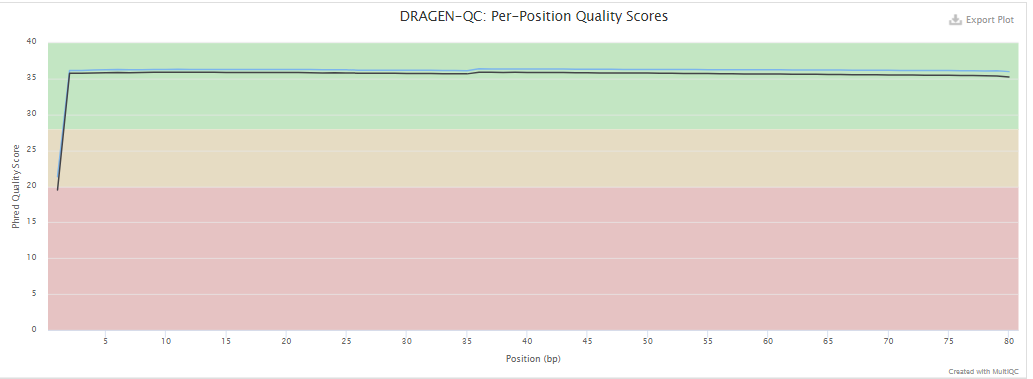 DRAGEN-QC: Per-Position Quality Scores
Export Plot
Phred Quality Score
40
35
30
25
20
15
10
5
0
5 10 15 20 25 30 35 40 45 50 55 60 65 70 75 80
Position (bp)
Created with MultiQC